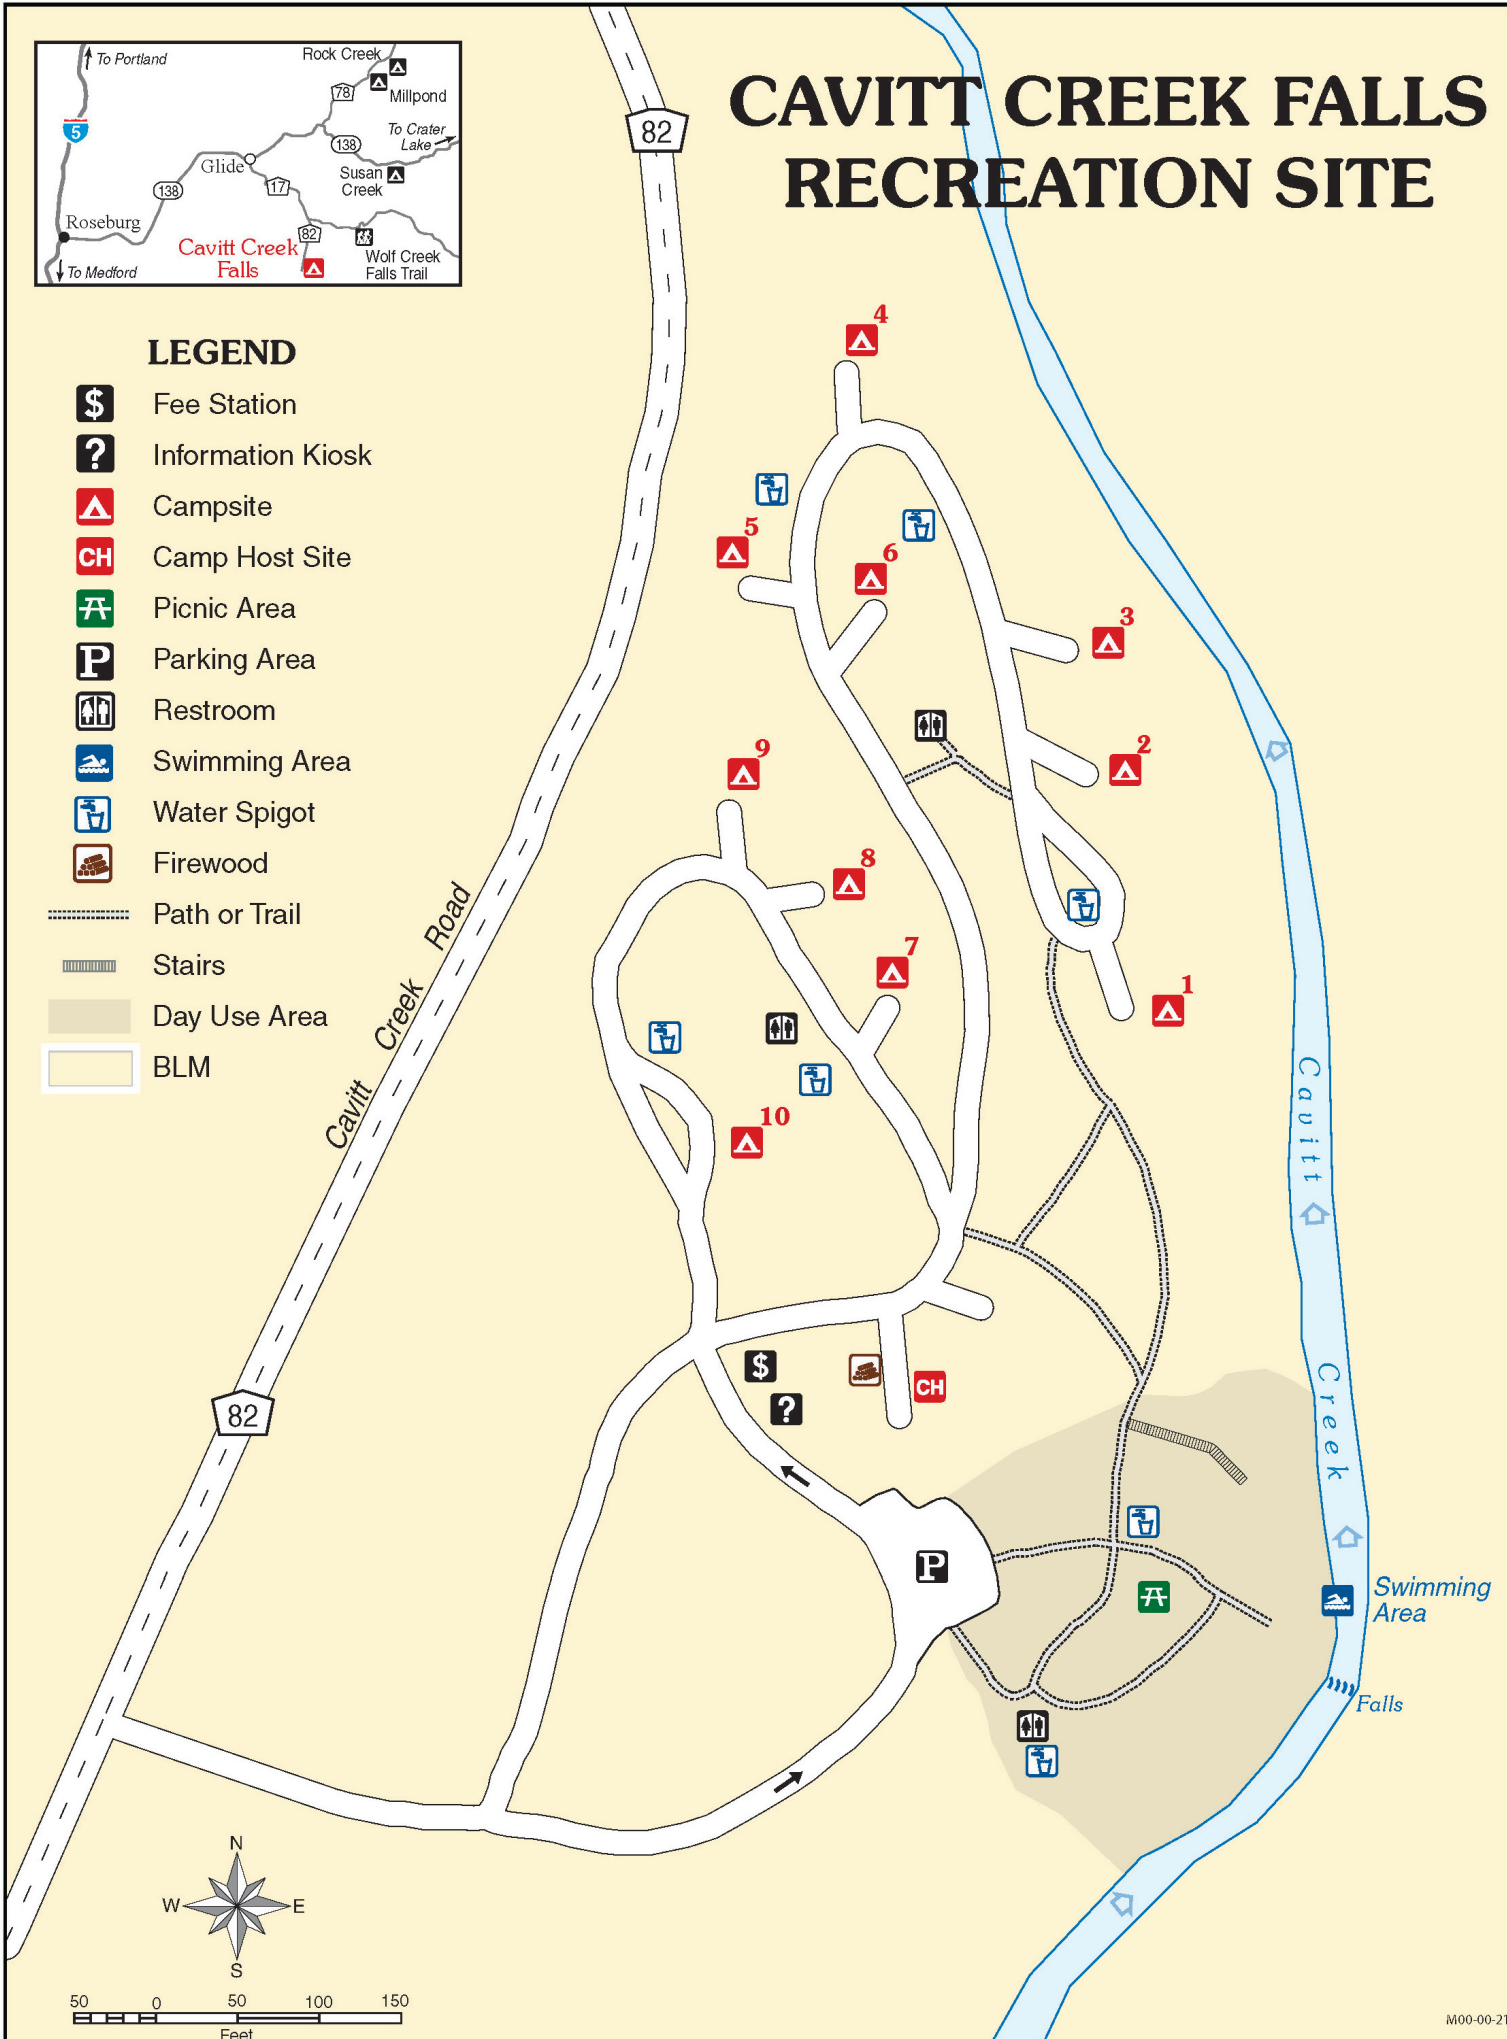 CAVITT CREEK FALLS
RECREATION SITE
To Portland
5
Rock Creek
78
Millpond
To Crater
Lake
138
Glide
Susan
Creek
138
17
Roseburg
82
Cavitt Creek
Falls
Wolf Creek
Falls Trail
To Medford
82
LEGEND
$ Fee Station
? Information Kiosk
Campsite
CH Camp Host Site
Picnic Area
P Parking Area
Restroom
Swimming Area
Water Spigot
Firewood
Path or Trail
Stairs
Day Use Area
BLM
4
5
6
3
2
9
8
7
1
10
Cavitt Creek Road
Cavitt Creek
$
?
CH
82
P
Swimming
Area
Falls
N
W
E
S
50 0 50 100 150
Feet
M00-00-21